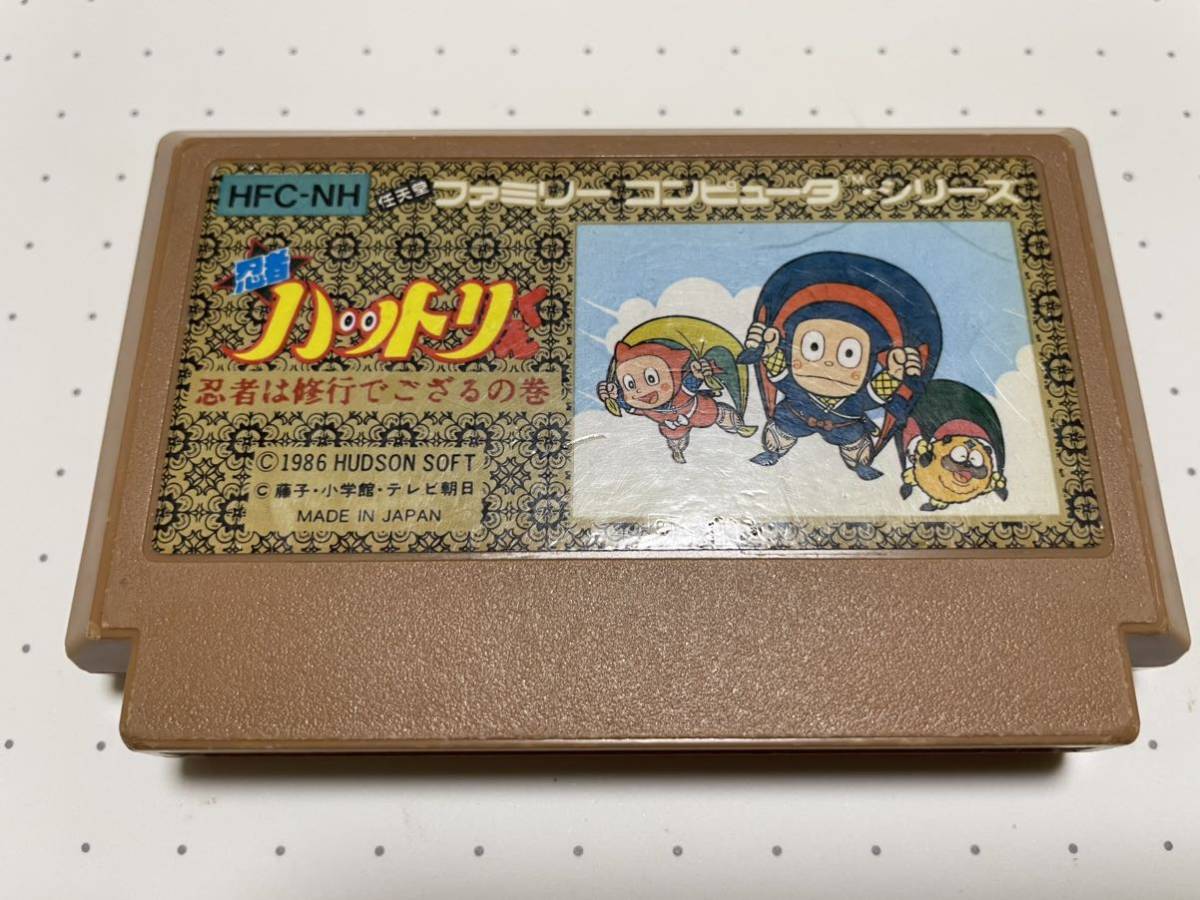 HFC-NH
任天堂 ファミリーコンピュータ™・シリーズ
忍者
ハットリくん
忍者は修行でござるの巻
©1986 HUDSON SOFT
© 藤子・小学館・テレビ朝日
MADE IN JAPAN